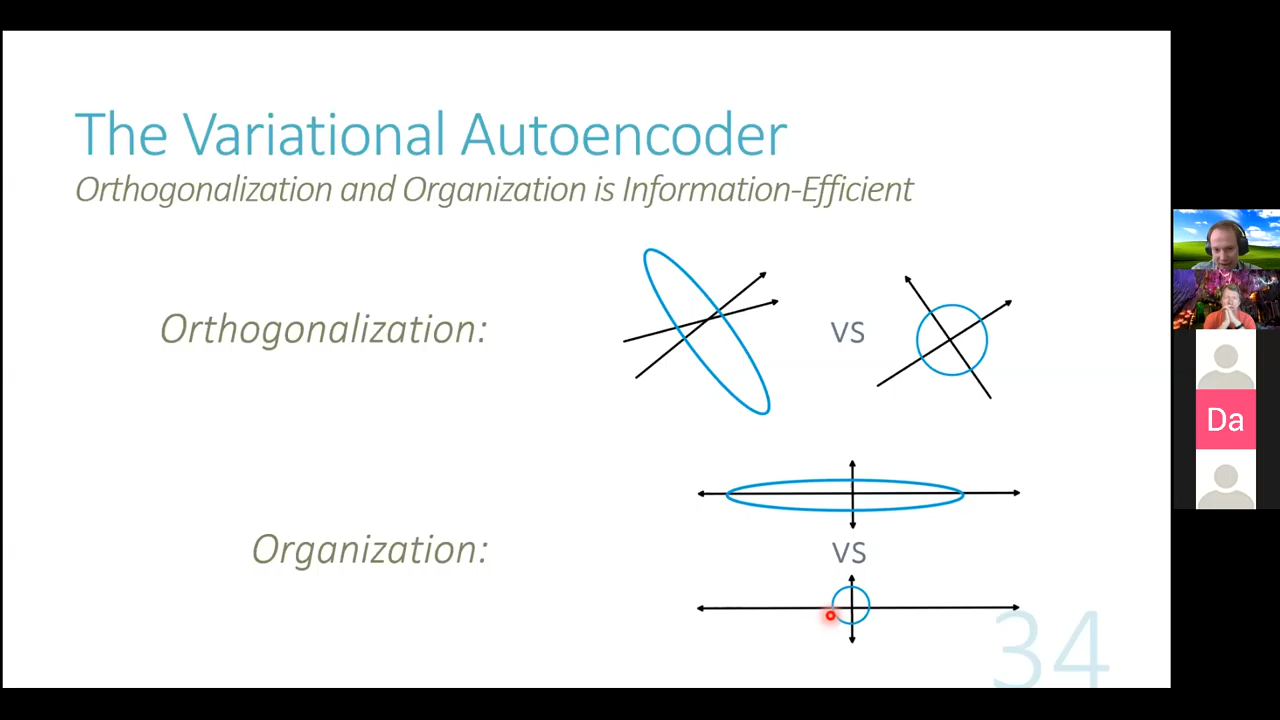 The Variational Autoencoder
Orthogonalization and Organization is Information-Efficient
Orthogonalization:
vs
Da
Organization:
vs
34